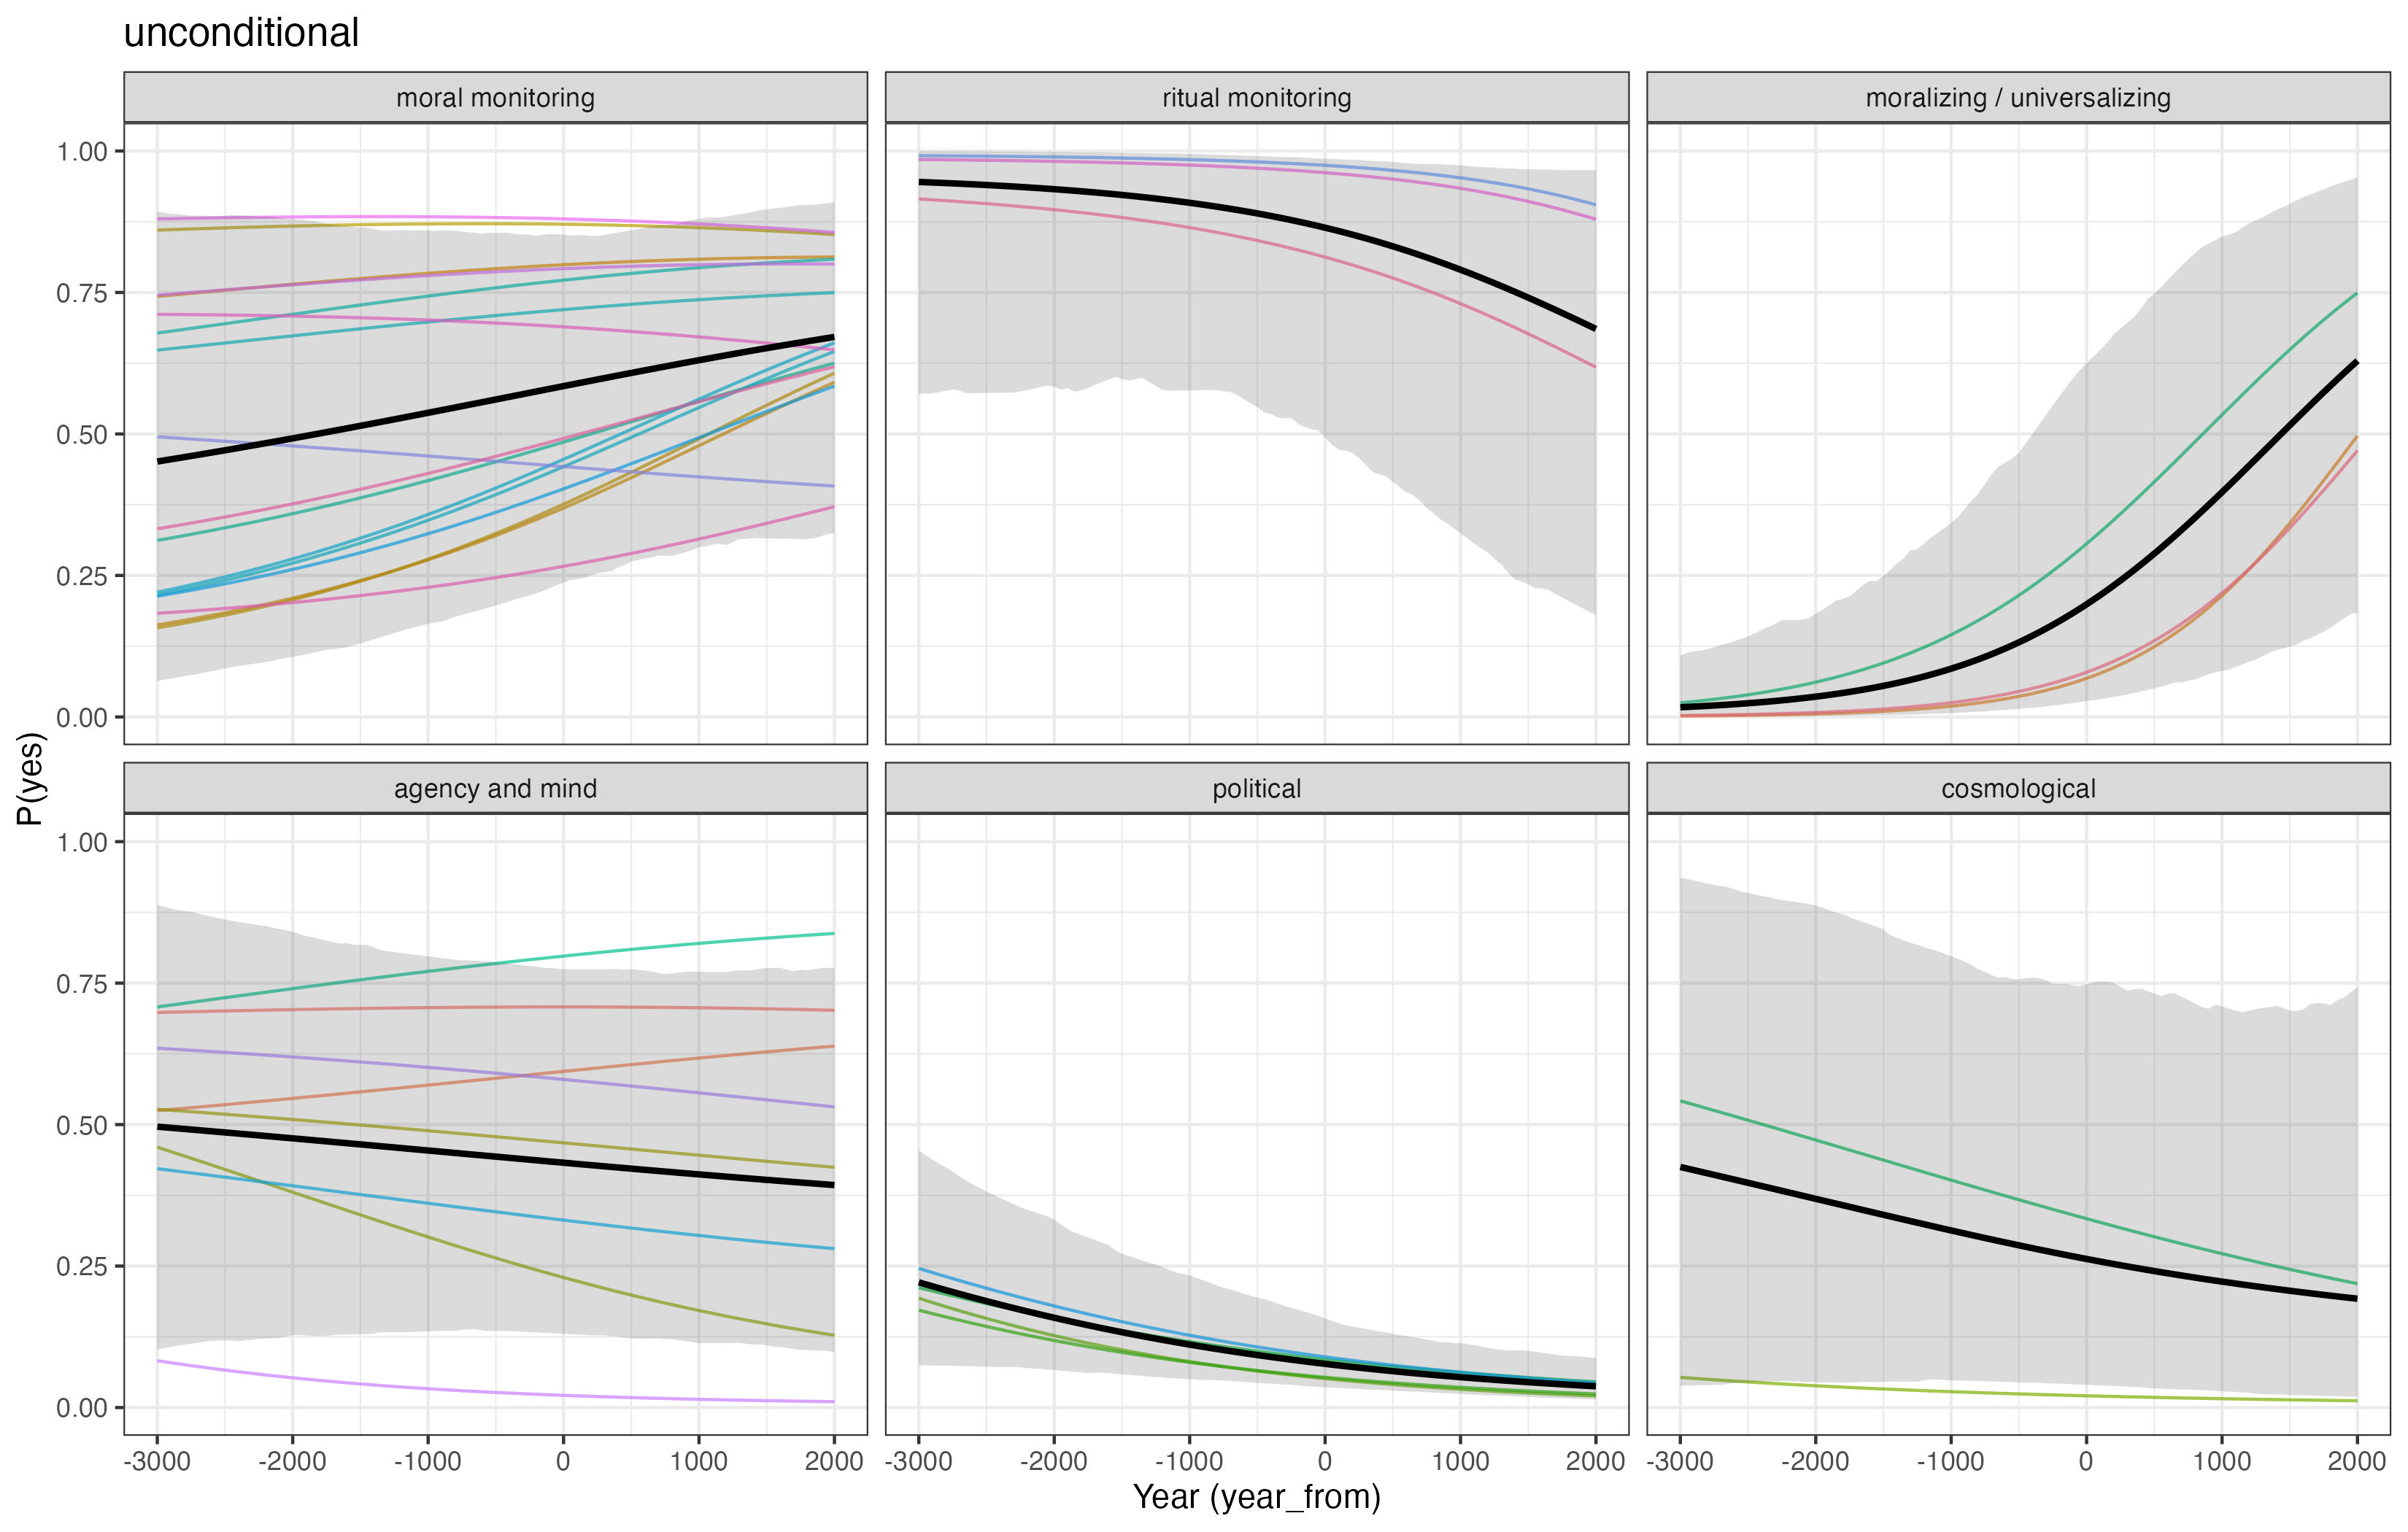 unconditional
moral monitoring
ritual monitoring
moralizing / universalizing
1.00
0.75
0.50
0.25
0.00
P(yes)
agency and mind
political
cosmological
1.00
0.75
0.50
0.25
0.00
-3000 -2000 -1000 0 1000 2000
-3000 -2000 -1000 0 1000 2000
-3000 -2000 -1000 0 1000 2000
Year (year_from)